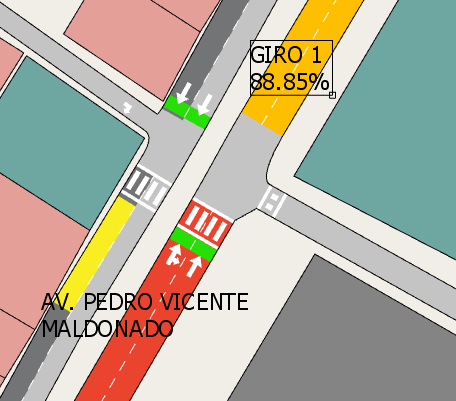 GIRO 1
88.85%
AV. PEDRO VICENTE
MALDONADO